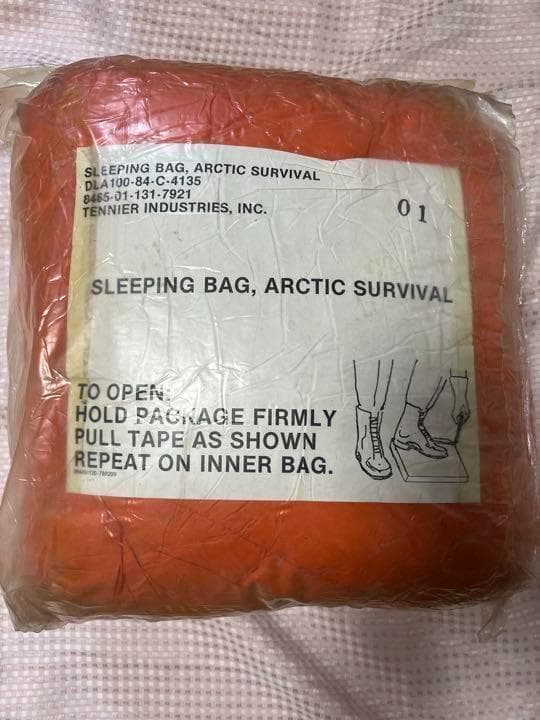 SLEEPING BAG, ARCTIC SURVIVAL
DLA100-84-C-4135
8465-01-131-7921
TENNIER INDUSTRIES, INC.
01
SLEEPING BAG, ARCTIC SURVIVAL
TO OPEN:
HOLD PACKAGE FIRMLY
PULL TAPE AS SHOWN
REPEAT ON INNER BAG.